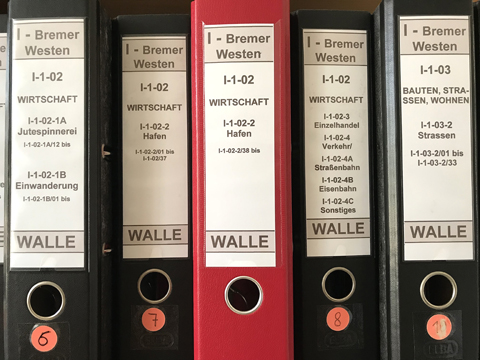 I - Bremer
Westen
I-1-02
WIRTSCHAFT
I-1-02-1A
Jutespinnerei
I-1-02-1A/12 bis
I-1-02-1B
Einwanderung
I-1-02-1B/01 bis
WALLE
6
I - Bremer
Westen
I-1-02
WIRTSCHAFT
I-1-02-2
Hafen
I-1-02-2/01 bis
I-1-02/37
WALLE
7
I - Bremer
Westen
I-1-02
WIRTSCHAFT
I-1-02-2
Hafen
I-1-02-2/38 bis
WALLE
I - Bremer
Westen
I-1-02
WIRTSCHAFT
I-1-02-3
Einzelhandel
I-1-02-4
Verkehr/
I-1-02-4A
Straßenbahn
I-1-02-4B
Eisenbahn
I-1-02-4C
Sonstiges
WALLE
8
I - Bremer
Westen
I-1-03
BAUTEN, STRA-
SSEN, WOHNEN
I-1-03-2
Strassen
I-1-03-2/01 bis
I-1-03-2/33
WALLE